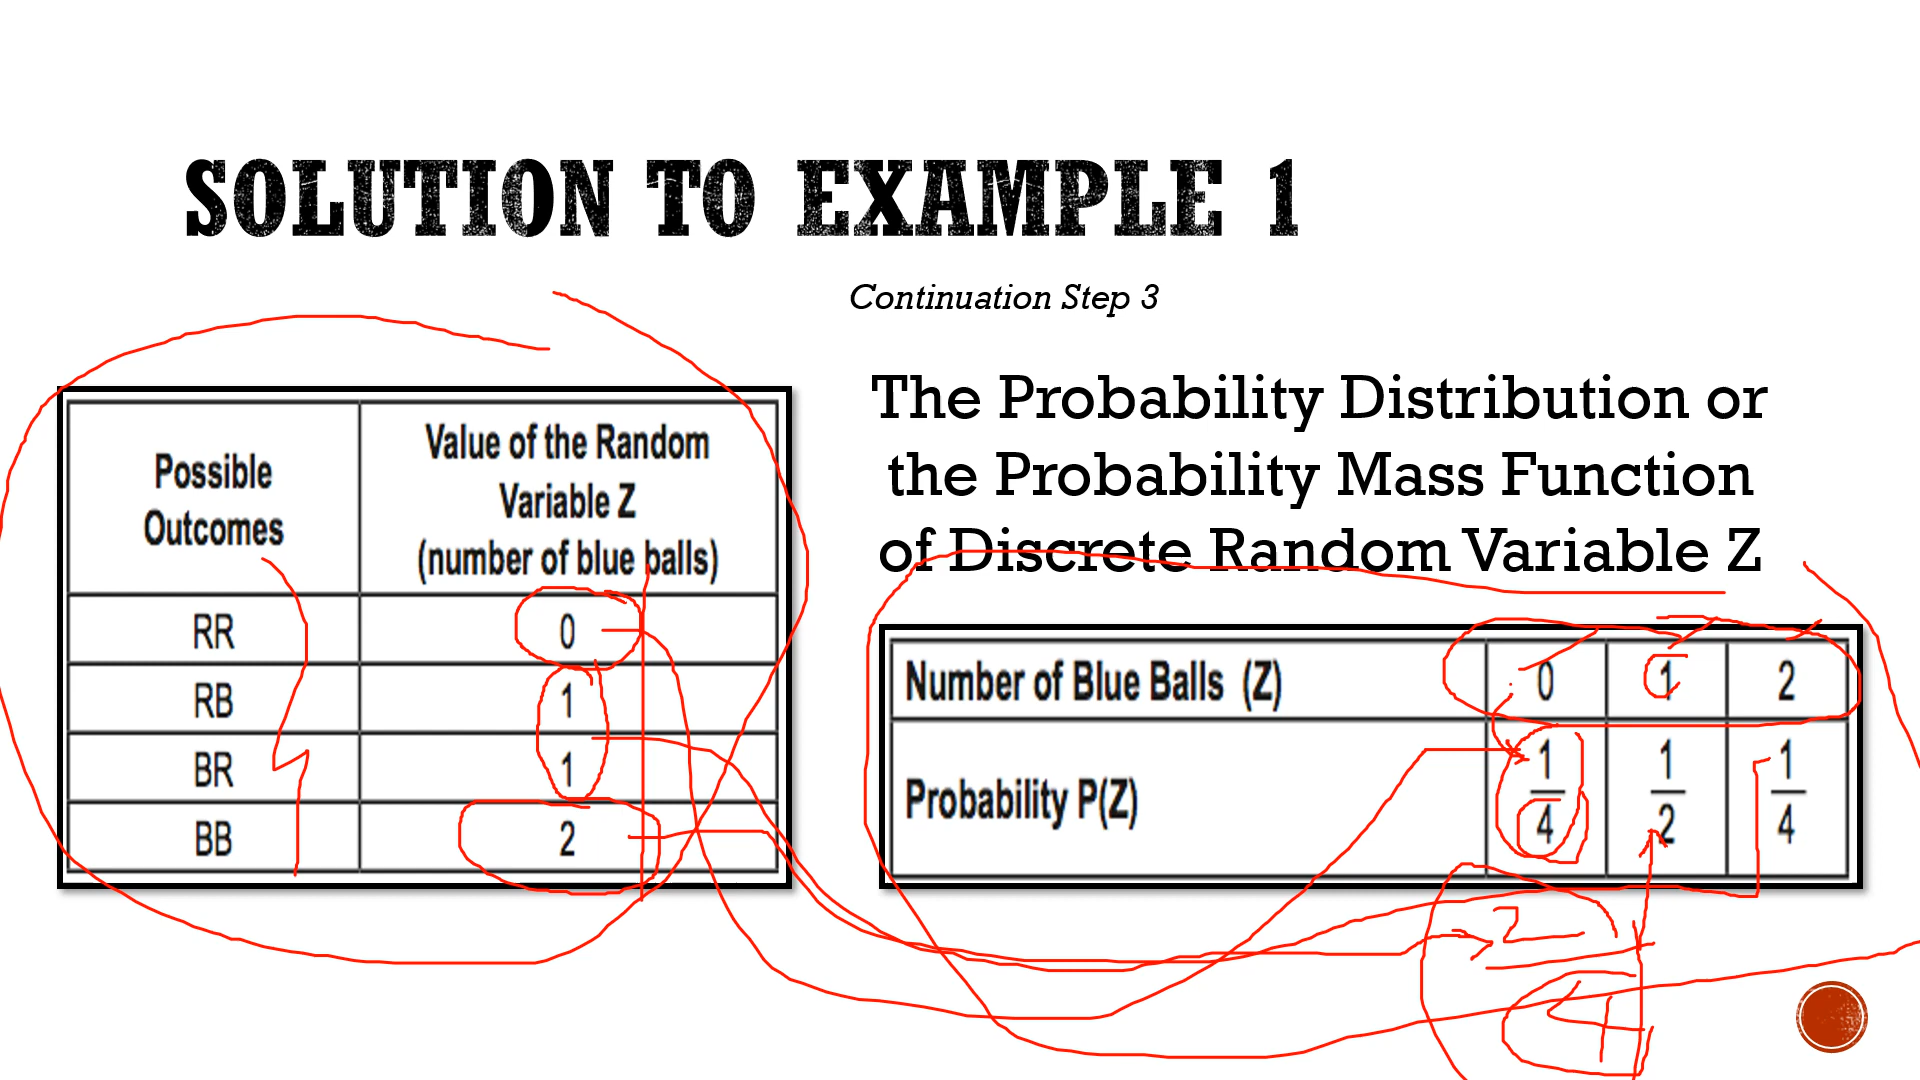 SOLUTION TO EXAMPLE 1
Continuation Step 3
Possible Outcomes
Value of the Random Variable Z (number of blue balls)
RR 0
RB 1
BR 1
BB 2
The Probability Distribution or
the Probability Mass Function
of Discrete Random Variable Z
Number of Blue Balls (Z) 0 1 2
Probability P(Z) 1/4 1/2 1/4
2
4